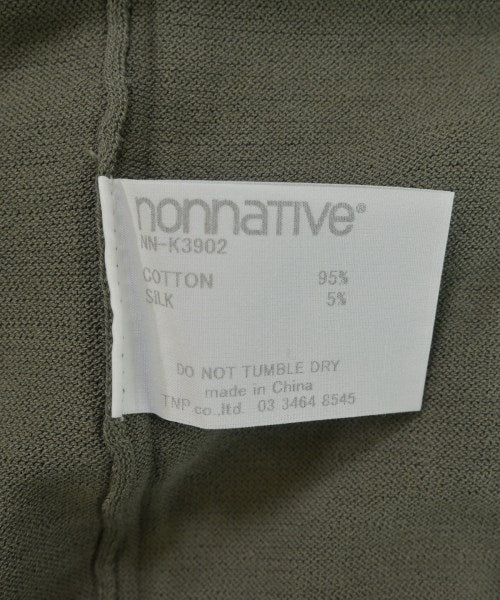 nonnative®
NN-K3902
COTTON 95%
SILK 5%
DO NOT TUMBLE DRY
made in China
TNP co.,ltd. 03 3464 8545